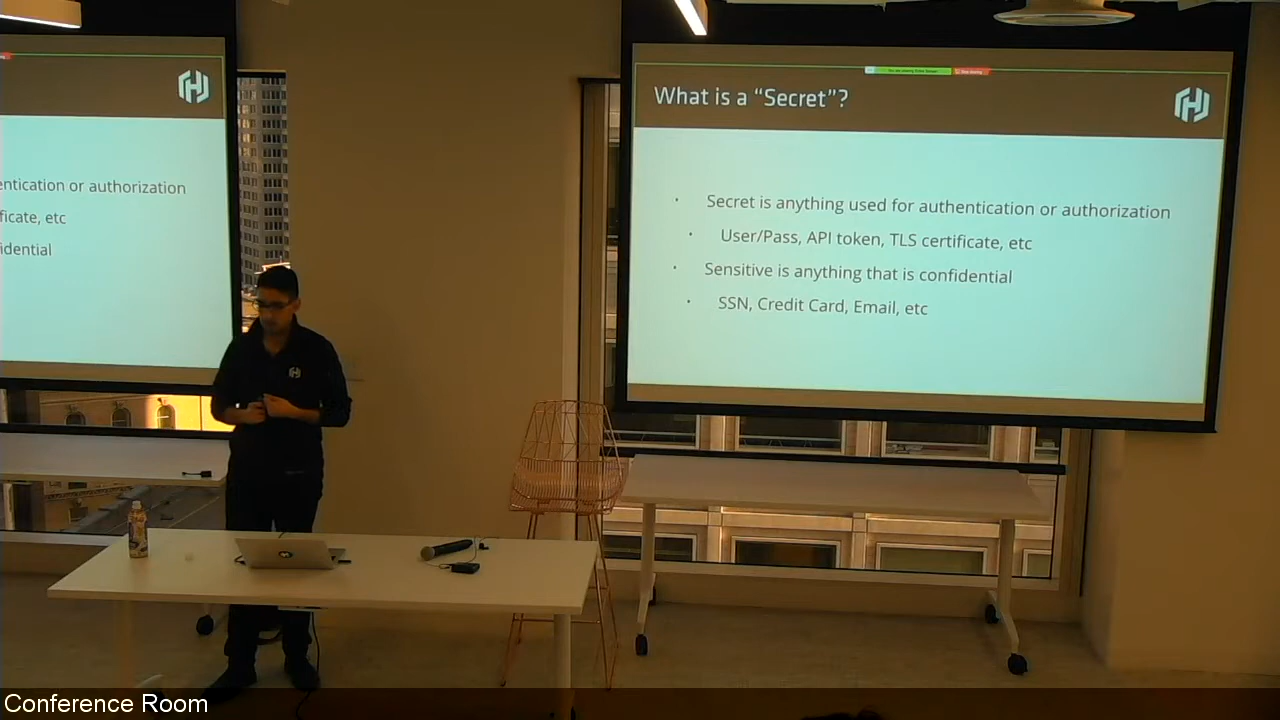 entication or authorization
ficate, etc
idential
What is a “Secret”?
Secret is anything used for authentication or authorization
User/Pass, API token, TLS certificate, etc
Sensitive is anything that is confidential
SSN, Credit Card, Email, etc
Conference Room